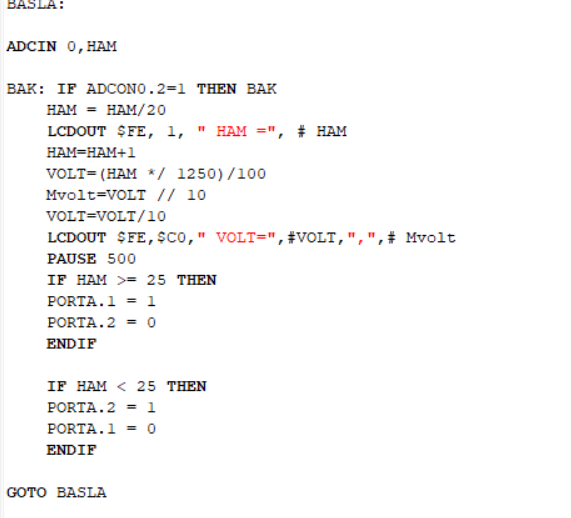 BASLA:
ADCIN 0,HAM
BAK: IF ADCON0.2=1 THEN BAK
HAM = HAM/20
LCDOUT $FE, 1, " HAM =", # HAM
HAM=HAM+1
VOLT=(HAM */ 1250)/100
Mvolt=VOLT // 10
VOLT=VOLT/10
LCDOUT $FE,$C0," VOLT=",#VOLT,",",# Mvolt
PAUSE 500
IF HAM >= 25 THEN
PORTA.1 = 1
PORTA.2 = 0
ENDIF
IF HAM < 25 THEN
PORTA.2 = 1
PORTA.1 = 0
ENDIF
GOTO BASLA